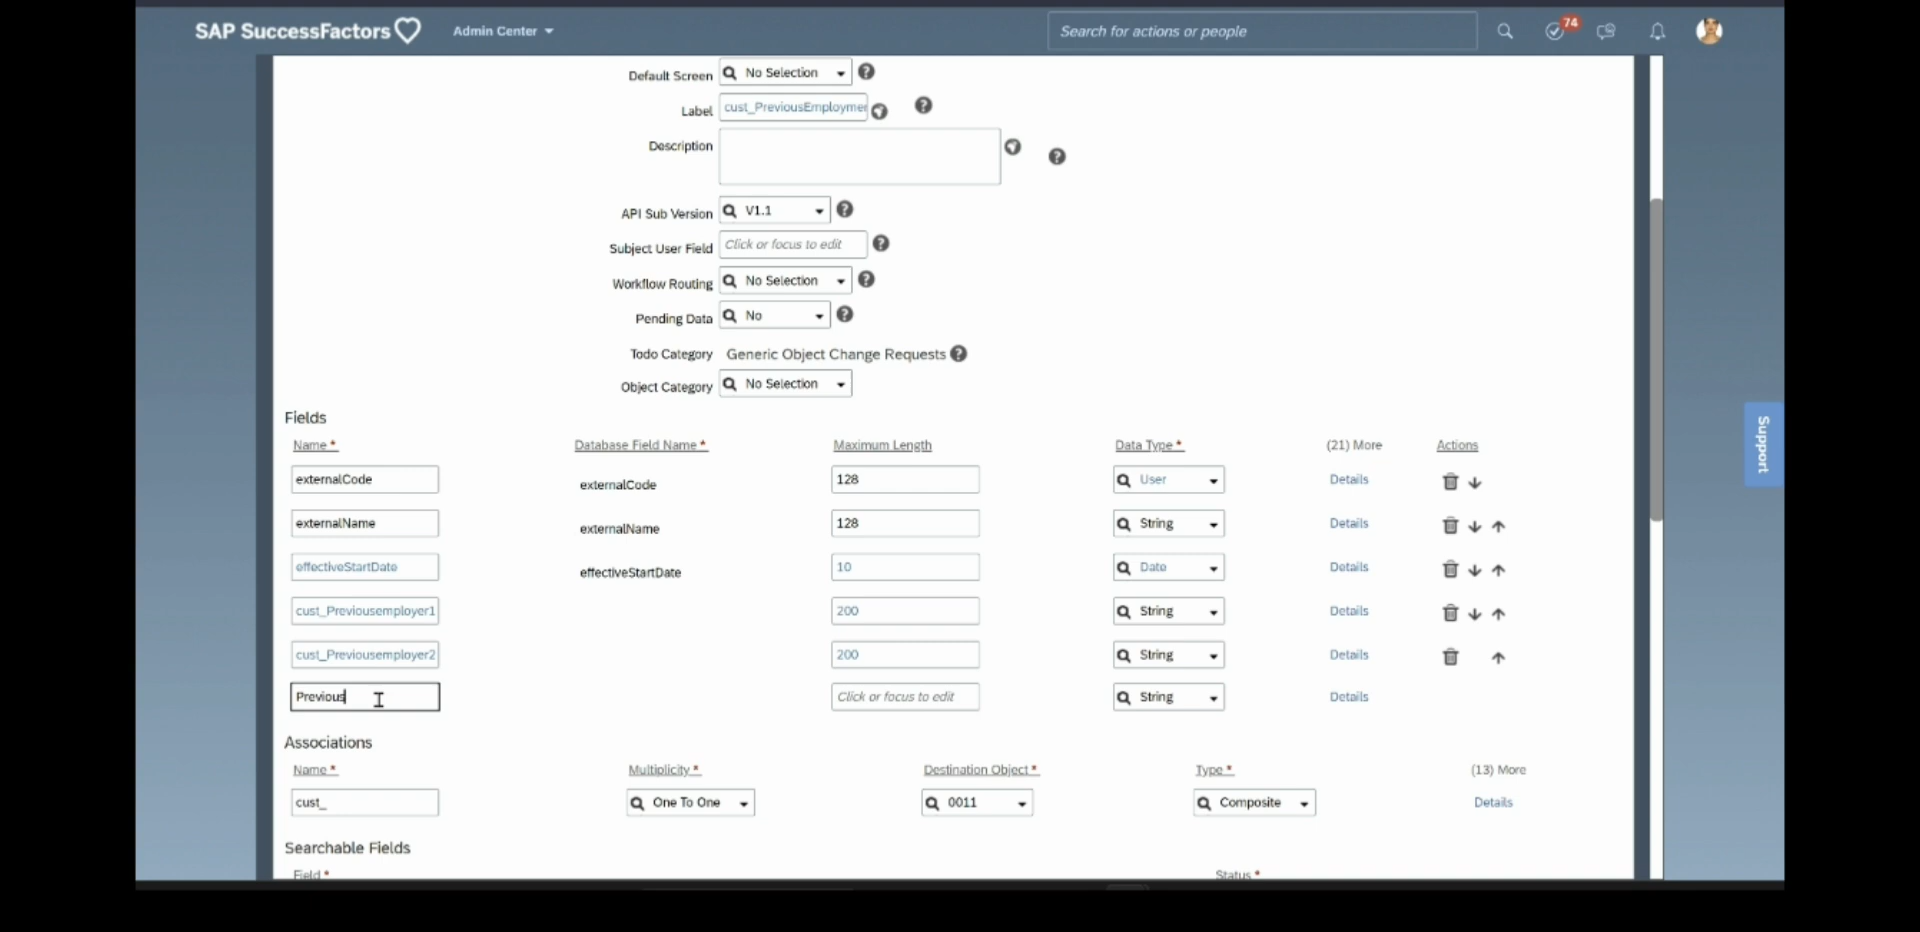 SAP SuccessFactors Admin Center Search for actions or people 74
Default Screen No Selection
Label cust_PreviousEmploymer
Description
API Sub Version V1.1
Subject User Field Click or focus to edit
Workflow Routing No Selection
Pending Data No
Todo Category Generic Object Change Requests
Object Category No Selection
Support
Fields
Name * Database Field Name * Maximum Length Data Type * (21) More Actions
externalCode externalCode 128 User Details
externalName externalName 128 String Details
effectiveStartDate effectiveStartDate 10 Date Details
cust_Previousemployer1 200 String Details
cust_Previousemployer2 200 String Details
Previous Click or focus to edit String Details
Associations
Name * Multiplicity * Destination Object * Type * (13) More
cust_ One To One 0011 Composite Details
Searchable Fields
Field * Status *